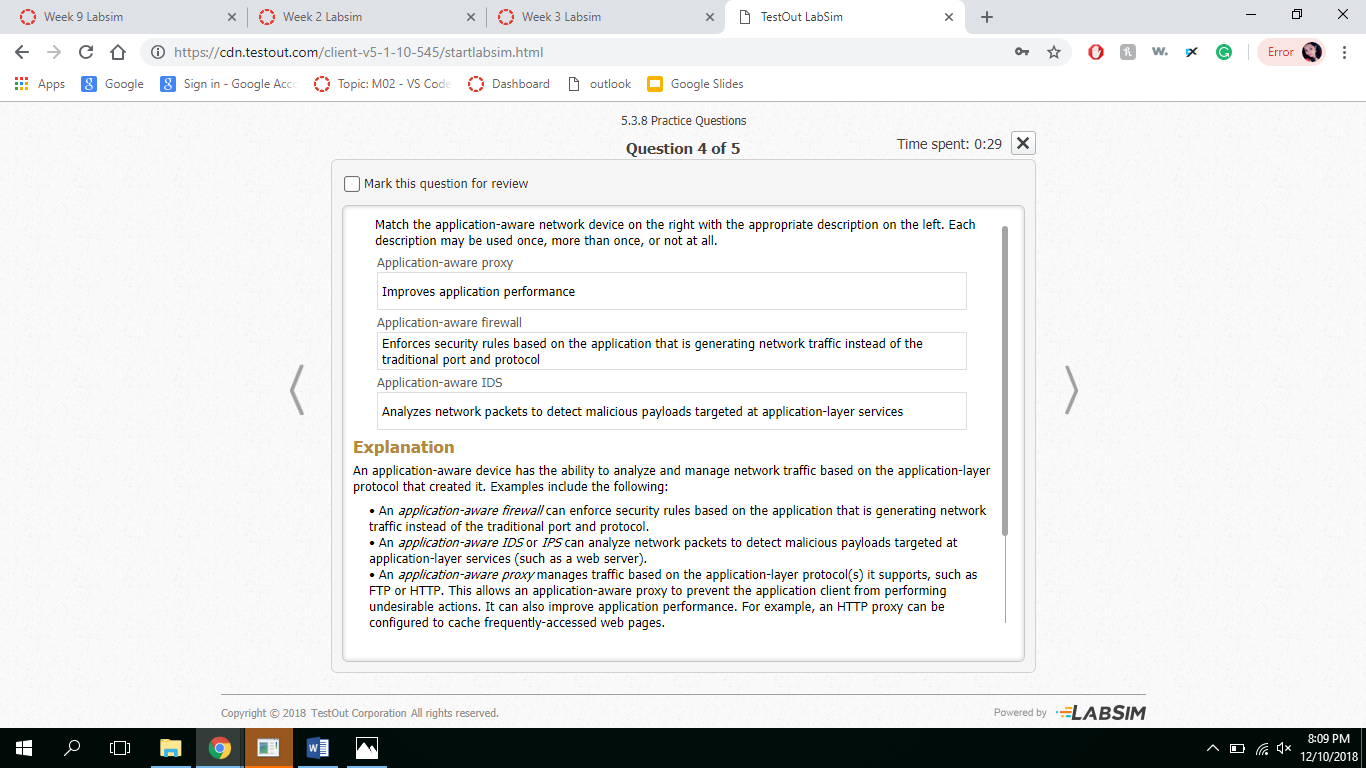 Week 9 Labsim
Week 2 Labsim
Week 3 Labsim
TestOut LabSim
https://cdn.testout.com/client-v5-1-10-545/startlabsim.html
Error
Apps
Google
Sign in - Google Acco
Topic: M02 - VS Code
Dashboard
outlook
Google Slides
5.3.8 Practice Questions
Question 4 of 5
Time spent: 0:29
Mark this question for review
Match the application-aware network device on the right with the appropriate description on the left. Each
description may be used once, more than once, or not at all.
Application-aware proxy
Improves application performance
Application-aware firewall
Enforces security rules based on the application that is generating network traffic instead of the
traditional port and protocol
Application-aware IDS
Analyzes network packets to detect malicious payloads targeted at application-layer services
Explanation
An application-aware device has the ability to analyze and manage network traffic based on the application-layer
protocol that created it. Examples include the following:
• An application-aware firewall can enforce security rules based on the application that is generating network
traffic instead of the traditional port and protocol.
• An application-aware IDS or IPS can analyze network packets to detect malicious payloads targeted at
application-layer services (such as a web server).
• An application-aware proxy manages traffic based on the application-layer protocol(s) it supports, such as
FTP or HTTP. This allows an application-aware proxy to prevent the application client from performing
undesirable actions. It can also improve application performance. For example, an HTTP proxy can be
configured to cache frequently-accessed web pages.
Copyright © 2018 TestOut Corporation All rights reserved.
Powered by LABSIM
8:09 PM
12/10/2018